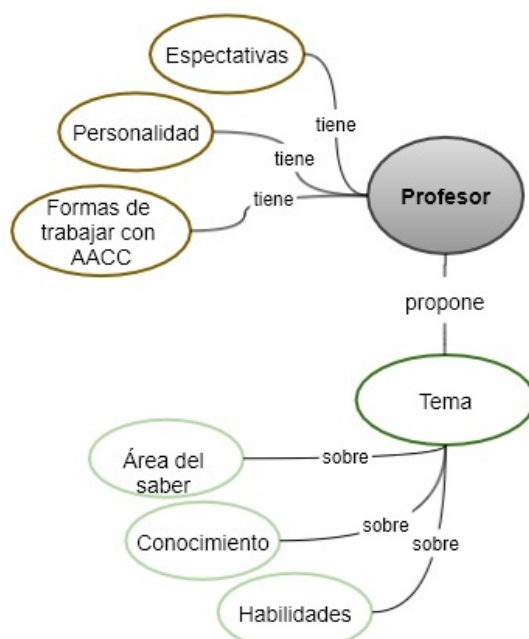 Espectativas
tiene
Personalidad
tiene
Formas de
trabajar con
AACC
tiene
Profesor
propone
Tema
Área del
saber
sobre
Conocimiento
sobre
sobre
Habilidades